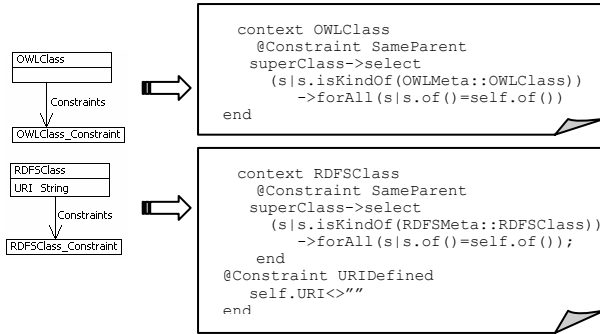 OWLClass
Constraints
OWLClass_Constraint
context OWLClass
@Constraint SameParent
superClass->select
(s|s.isKindOf(OWLMeta::OWLClass))
->forAll(s|s.of()=self.of())
end
RDFSClass
URI String
Constraints
RDFSClass_Constraint
context RDFSClass
@Constraint SameParent
superClass->select
(s|s.isKindOf(RDFSMeta::RDFSClass))
->forAll(s|s.of()=self.of());
end
@Constraint URIDefined
self.URI<>””
end